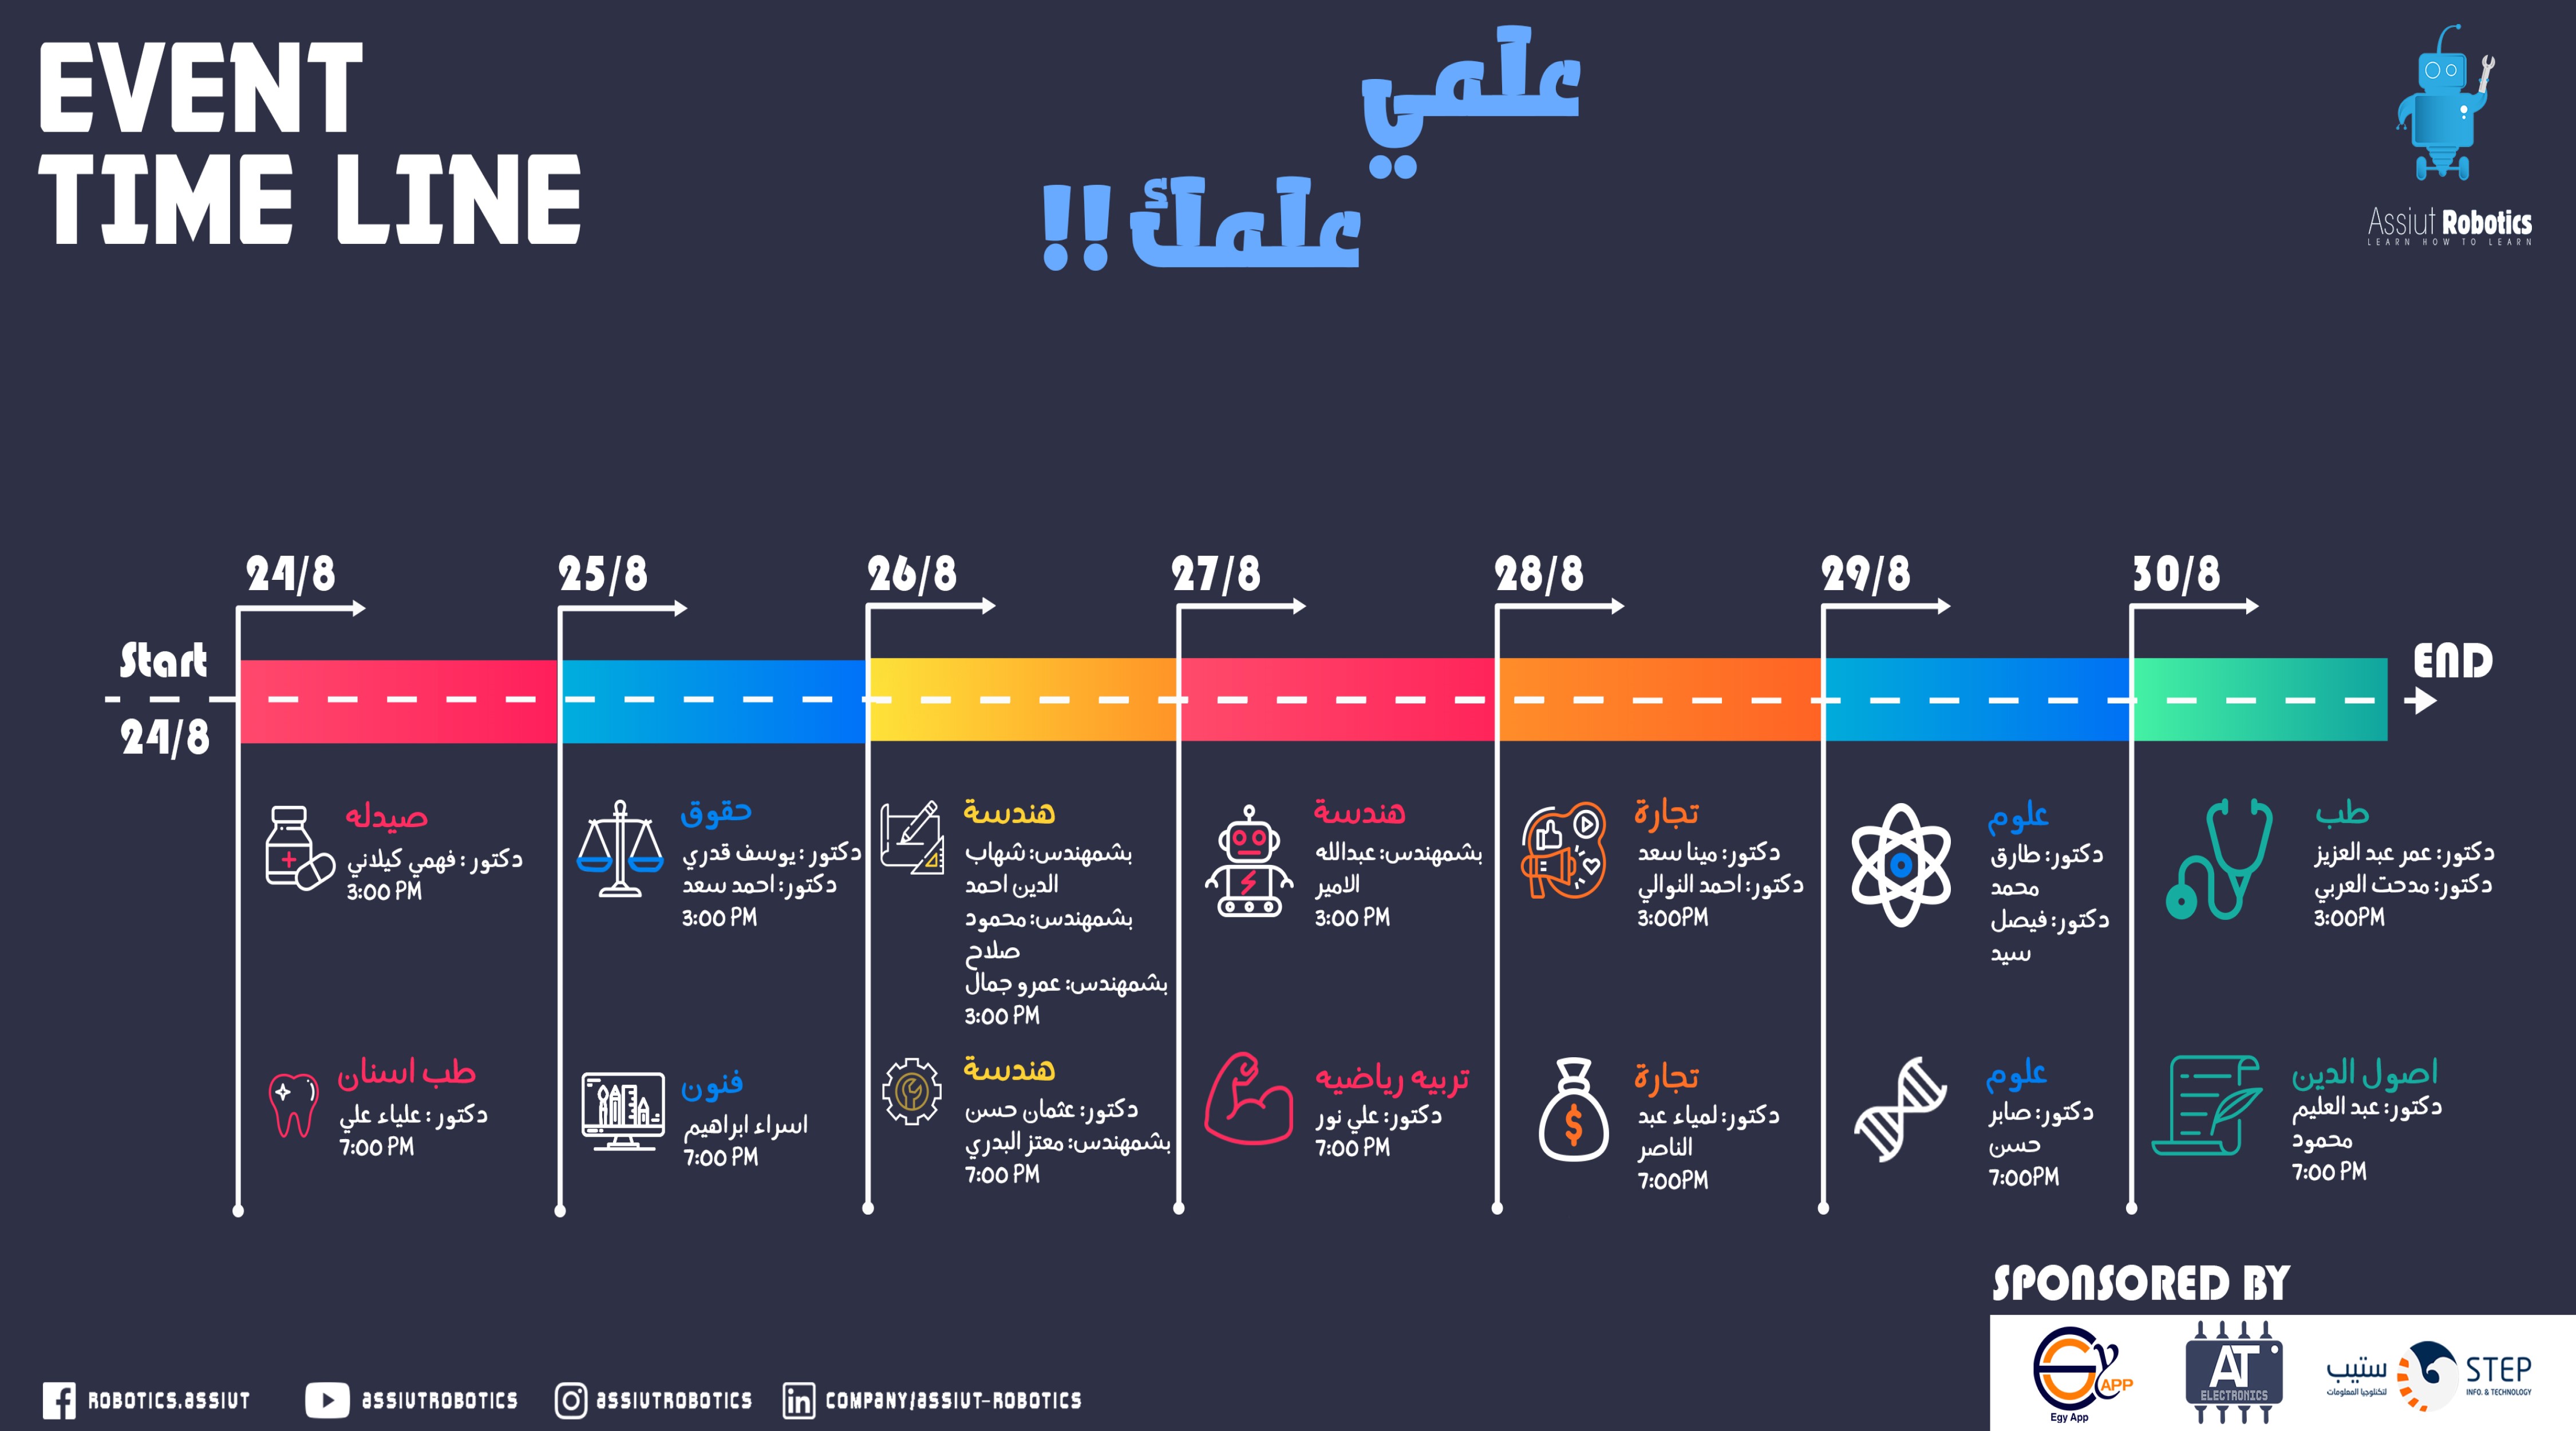 EVENT
TIME LINE
علمي
علمك!!
Assiut Robotics
LEARN HOW TO LEARN
24/8
25/8
26/8
27/8
28/8
29/8
30/8
Start
24/8
END
صيدله
دكتور : فهمي كيلاني
3:00 PM
طب اسنان
دكتور : علياء علي
7:00 PM
حقوق
دكتور : يوسف قدري
دكتور: احمد سعد
3:00 PM
فنون
اسراء ابراهيم
7:00 PM
هندسة
بشمهندس: شهاب
الدين احمد
بشمهندس: محمود
صلاح
بشمهندس: عمرو جمال
3:00 PM
هندسة
دكتور: عثمان حسن
بشمهندس: معتز البدري
7:00 PM
هندسة
بشمهندس: عبدالله
الامير
3:00 PM
تربيه رياضيه
دكتور: علي نور
7:00 PM
تجارة
دكتور: مينا سعد
دكتور: احمد النوالي
3:00PM
تجارة
دكتور: لمياء عبد
الناصر
7:00PM
علوم
دكتور: طارق
محمد
دكتور: فيصل
سيد
علوم
دكتور: صابر
حسن
7:00PM
طب
دكتور: عمر عبد العزيز
دكتور: مدحت العربي
3:00PM
اصول الدين
دكتور: عبد العليم
محمود
7:00 PM
SPONSORED BY
Egy APP
Egy App
AT
ELECTRONICS
ستيب
لتكنلوجيا المعلومات
STEP
INFO. & TECHNOLOGY
ROBOTICS.ASSIUT
ASSIUTROBOTICS
ASSIUTROBOTICS
COMPANY/ASSIUT-ROBOTICS